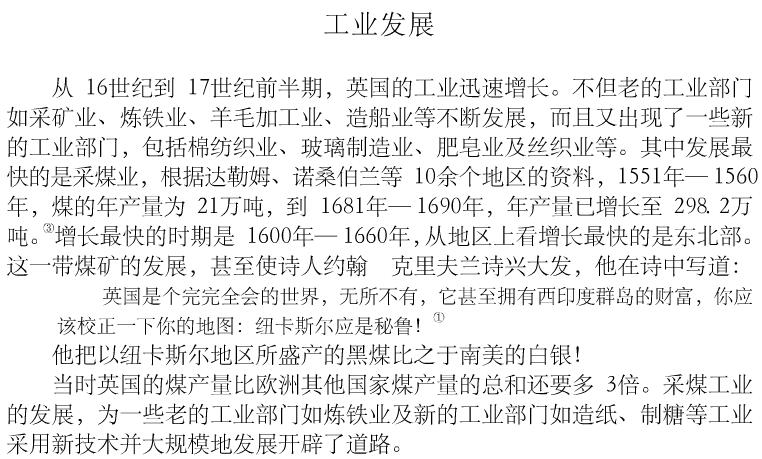 工业发展
从 16世纪到 17世纪前半期，英国的工业迅速增长。不但老的工业部门
如采矿业、炼铁业、羊毛加工业、造船业等不断发展，而且又出现了一些新
的工业部门，包括棉纺织业、玻璃制造业、肥皂业及丝织业等。其中发展最
快的是采煤业，根据达勒姆、诺桑伯兰等 10余个地区的资料，1551年—1560
年，煤的年产量为 21万吨，到 1681年—1690年，年产量已增长至 298.2万
吨。③增长最快的时期是 1600年—1660年，从地区上看增长最快的是东北部。
这一带煤矿的发展，甚至使诗人约翰　克里夫兰诗兴大发，他在诗中写道：
英国是个完完全会的世界，无所不有，它甚至拥有西印度群岛的财富，你应
该校正一下你的地图：纽卡斯尔应是秘鲁！①
他把以纽卡斯尔地区所盛产的黑煤比之于南美的白银！
当时英国的煤产量比欧洲其他国家煤产量的总和还要多 3倍。采煤工业
的发展，为一些老的工业部门如炼铁业及新的工业部门如造纸、制糖等工业
采用新技术并大规模地发展开辟了道路。